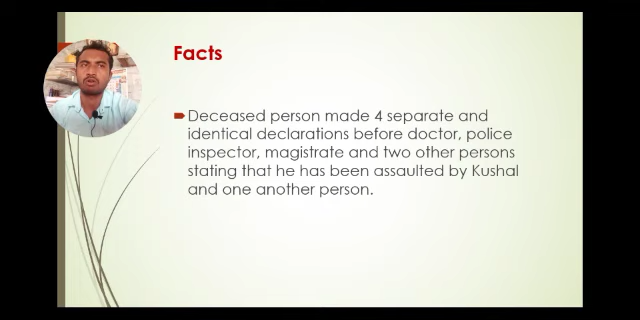 Facts
Deceased person made 4 separate and
identical declarations before doctor, police
inspector, magistrate and two other persons
stating that he has been assaulted by Kushal
and one another person.